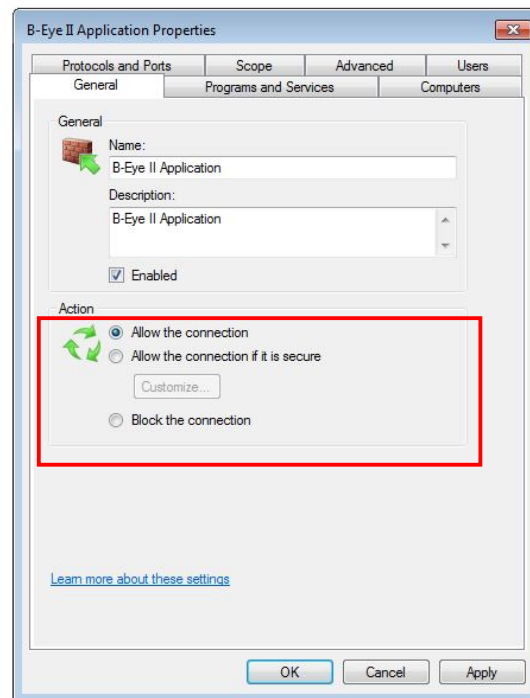 B-Eye II Application Properties
Protocols and Ports Scope Advanced Users
General Programs and Services Computers
General
Name:
B-Eye II Application
Description:
B-Eye II Application
Enabled
Action
Allow the connection
Allow the connection if it is secure
Customize...
Block the connection
Learn more about these settings
OK Cancel Apply